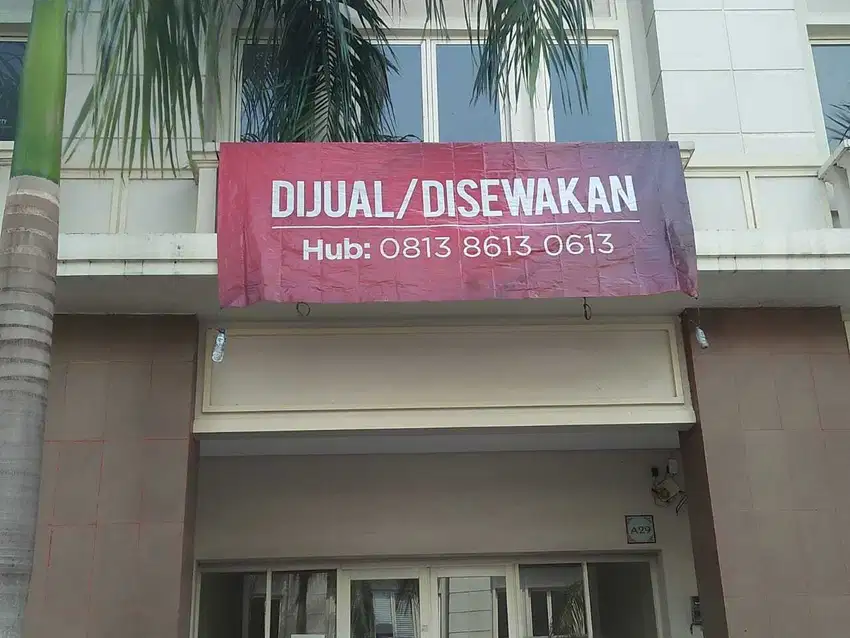 DIJUAL/DISEWAKAN
Hub: 0813 8613 0613
A29